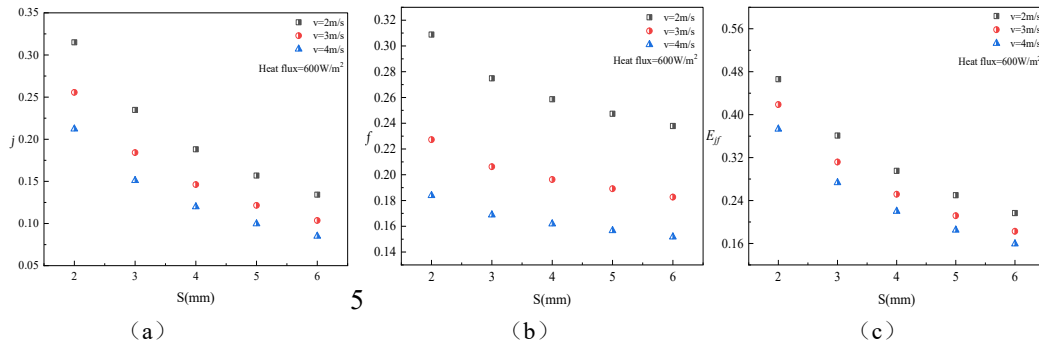 v=2m/s
v=3m/s
v=4m/s
Heat flux=600W/m²
0.35
0.30
0.25
0.20
0.15
0.10
0.05
j
2 3 4 5 6
S(mm)
(a)
5
v=2m/s
v=3m/s
v=4m/s
Heat flux=600W/m²
0.32
0.30
0.28
0.26
0.24
0.22
0.20
0.18
0.16
0.14
f
2 3 4 5 6
S(mm)
(b)
v=2m/s
v=3m/s
v=4m/s
Heat flux=600W/m²
0.56
0.48
0.40
0.32
0.24
0.16
E_jf
2 3 4 5 6
S(mm)
(c)